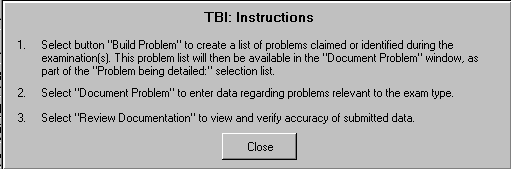 TBI: Instructions
1. Select button "Build Problem" to create a list of problems claimed or identified during the
examination(s). This problem list will then be available in the "Document Problem" window, as
part of the "Problem being detailed:" selection list.
2. Select "Document Problem" to enter data regarding problems relevant to the exam type.
3. Select "Review Documentation" to view and verify accuracy of submitted data.
Close